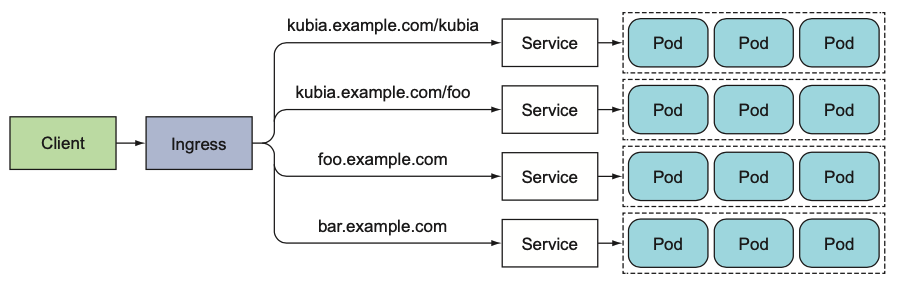 kubia.example.com/kubia
Service
Pod Pod Pod
kubia.example.com/foo
Service
Pod Pod Pod
Client
Ingress
foo.example.com
Service
Pod Pod Pod
bar.example.com
Service
Pod Pod Pod